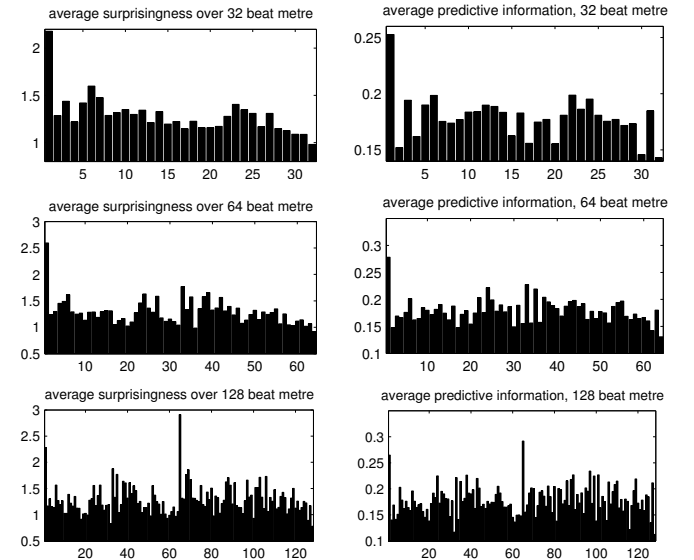 average surprisingness over 32 beat metre
2
1.5
1
5 10 15 20 25 30
average predictive information, 32 beat metre
0.25
0.2
0.15
5 10 15 20 25 30
average surprisingness over 64 beat metre
3
2.5
2
1.5
1
0.5
10 20 30 40 50 60
average predictive information, 64 beat metre
0.3
0.25
0.2
0.15
0.1
10 20 30 40 50 60
average surprisingness over 128 beat metre
3
2.5
2
1.5
1
0.5
20 40 60 80 100 120
average predictive information, 128 beat metre
0.3
0.25
0.2
0.15
0.1
20 40 60 80 100 120